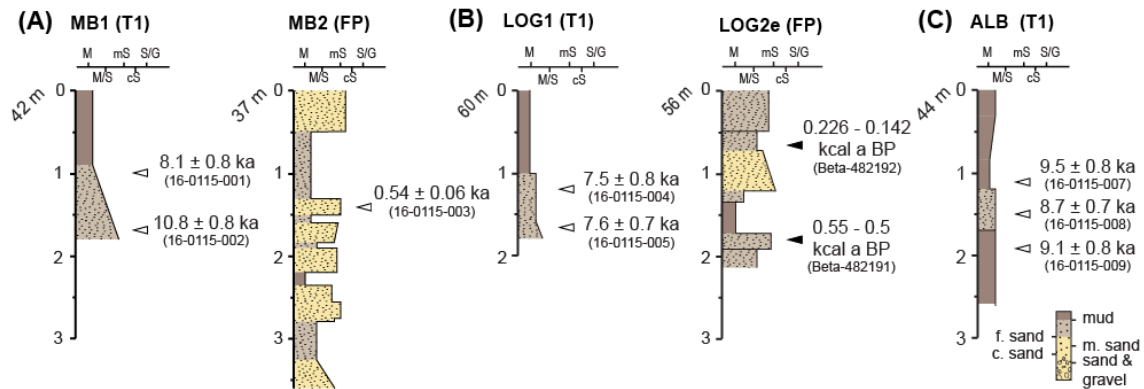 (A) MB1 (T1) MB2 (FP) (B) LOG1 (T1) LOG2e (FP) (C) ALB (T1)
M mS S/G M mS S/G M mS S/G M mS S/G M mS S/G
M/S cS M/S cS M/S cS M/S cS M/S cS
42 m
0
1
2
3
8.1 ± 0.8 ka
(16-0115-001)
10.8 ± 0.8 ka
(16-0115-002)
37 m
0
1
2
3
0.54 ± 0.06 ka
(16-0115-003)
60 m
0
1
2
7.5 ± 0.8 ka
(16-0115-004)
7.6 ± 0.7 ka
(16-0115-005)
56 m
0
1
2
0.226 - 0.142
kcal a BP
(Beta-482192)
0.55 - 0.5
kcal a BP
(Beta-482191)
44 m
0
1
2
3
9.5 ± 0.8 ka
(16-0115-007)
8.7 ± 0.7 ka
(16-0115-008)
9.1 ± 0.8 ka
(16-0115-009)
mud
f. sand
m. sand
c. sand
sand &
gravel